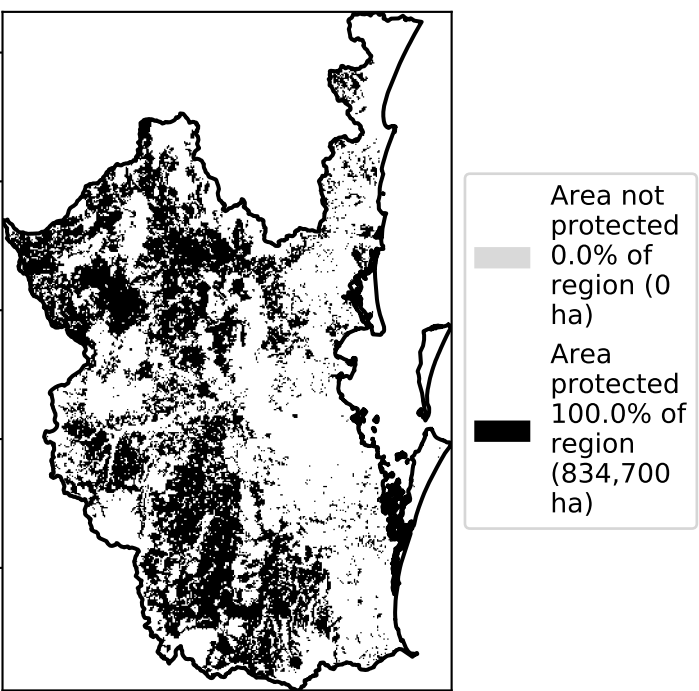 Area not
protected
0.0% of
region (0
ha)
Area
protected
100.0% of
region
(834,700
ha)